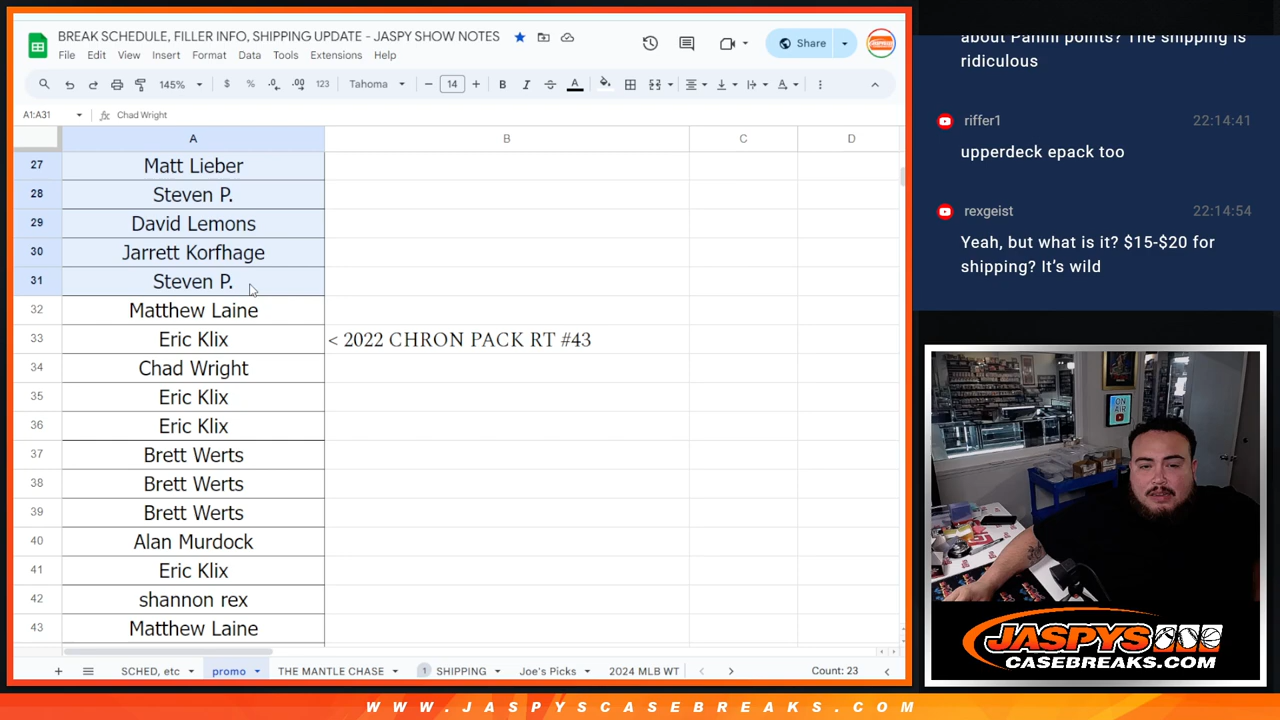 BREAK SCHEDULE, FILLER INFO, SHIPPING UPDATE - JASPY SHOW NOTES
File Edit View Insert Format Data Tools Extensions Help
Share
145% $ % .0 .00 123 Tahoma − 14 + B I A
A1:A31 fx Chad Wright
A B C D
27 Matt Lieber
28 Steven P.
29 David Lemons
30 Jarrett Korfhage
31 Steven P.
32 Matthew Laine
33 Eric Klix < 2022 CHRON PACK RT #43
34 Chad Wright
35 Eric Klix
36 Eric Klix
37 Brett Werts
38 Brett Werts
39 Brett Werts
40 Alan Murdock
41 Eric Klix
42 shannon rex
43 Matthew Laine
SCHED, etc promo THE MANTLE CHASE 1 SHIPPING Joe's Picks 2024 MLB WT Count: 23
about Panini points? The shipping is
ridiculous
riffer1 22:14:41
upperdeck epack too
rexgeist 22:14:54
Yeah, but what is it? $15-$20 for
shipping? It's wild
ON
AIR
JASPYS
CASEBREAKS.COM
WWW.JASPYSCASEBREAKS.COM